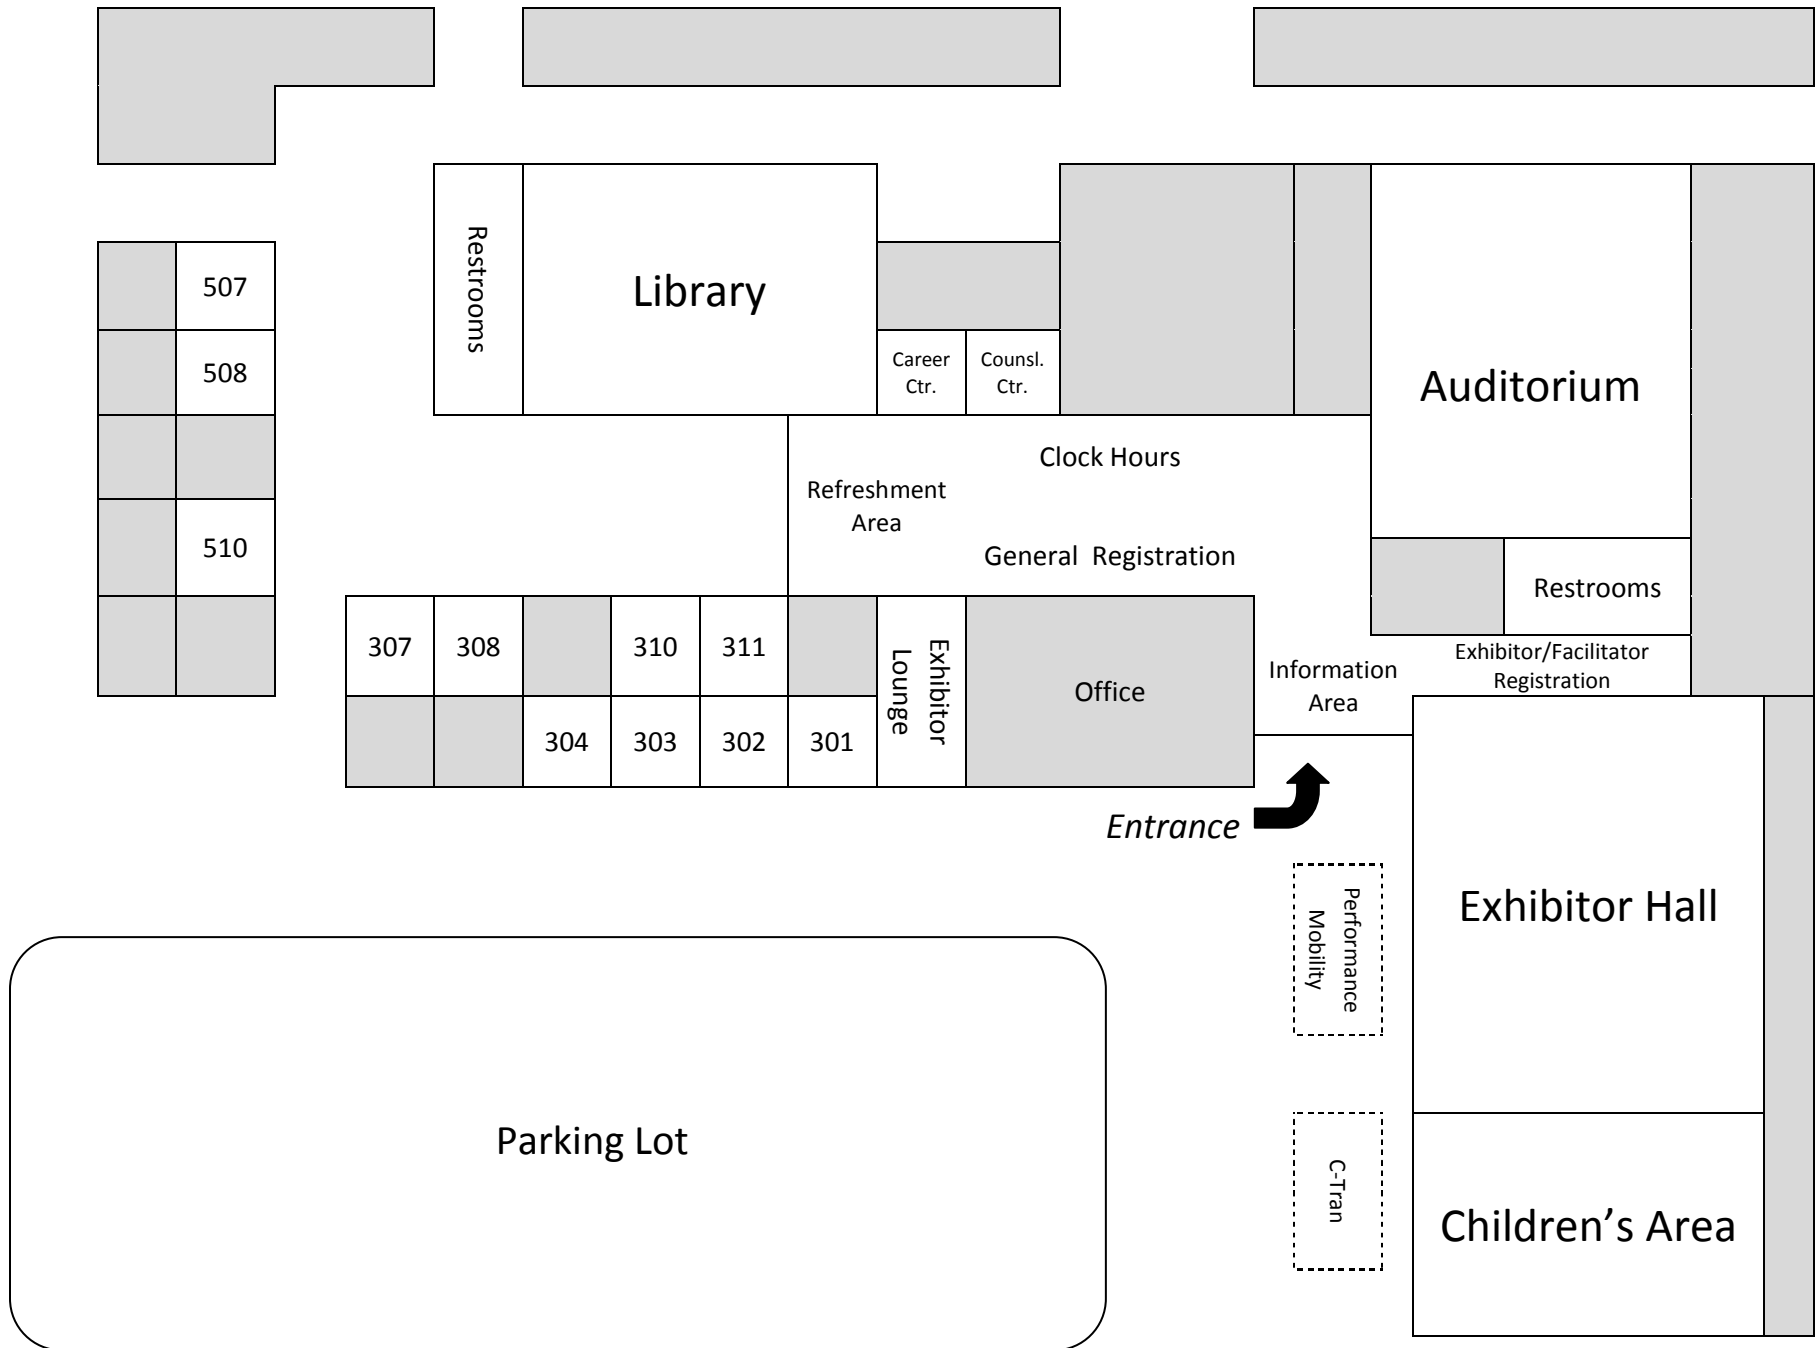 Restrooms
Library
507
508
Career
Ctr.
Counsl.
Ctr.
Auditorium
Clock Hours
Refreshment
Area
510
General  Registration
Restrooms
307
308
310
311
Exhibitor
Lounge
Office
Information
Area
Exhibitor/Facilitator
Registration
304
303
302
301
Entrance
Performance
Mobility
Exhibitor Hall
Parking Lot
C-Tran
Children’s Area